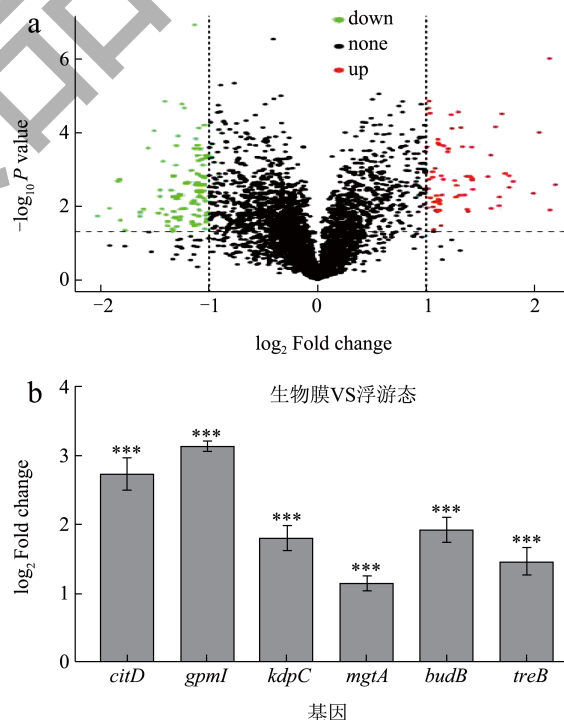 a
down
none
up
6
4
2
0
−log₁₀ P value
−2
−1
0
1
2
log₂ Fold change
b
生物膜VS浮游态
4
3
2
1
0
log₂ Fold change
***
***
***
***
***
***
citD
gpmI
kdpC
mgtA
budB
treB
基因